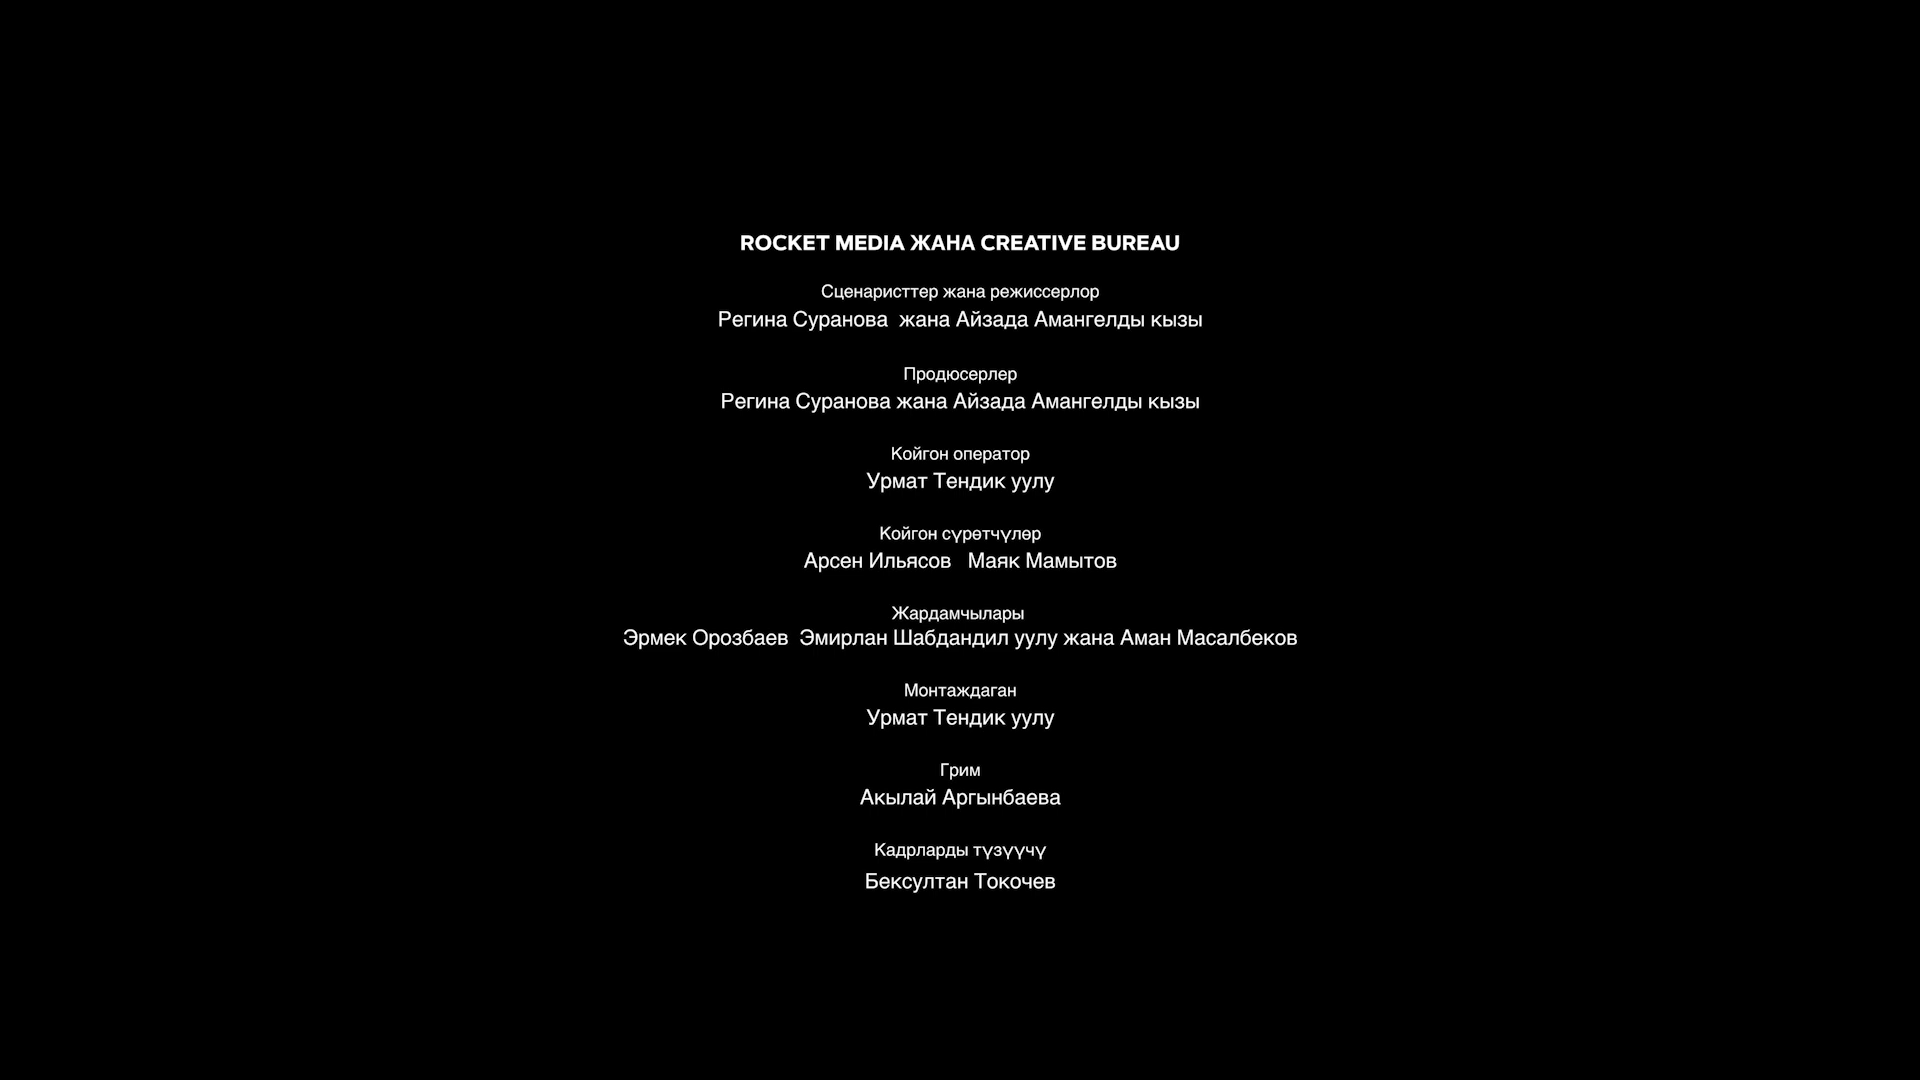 ROCKET MEDIA ЖАНА CREATIVE BUREAU
Сценаристтер жана режиссерлор
Регина Суранова жана Айзада Амангелды кызы
Продюсерлер
Регина Суранова жана Айзада Амангелды кызы
Койгон оператор
Урмат Тендик уулу
Койгон сүрөтчүлөр
Арсен Ильясов Маяк Мамытов
Жардамчылары
Эрмек Орозбаев Эмирлан Шабдандил уулу жана Аман Масалбеков
Монтаждаган
Урмат Тендик уулу
Грим
Акылай Аргынбаева
Кадрларды түзүүчү
Бексултан Токочев